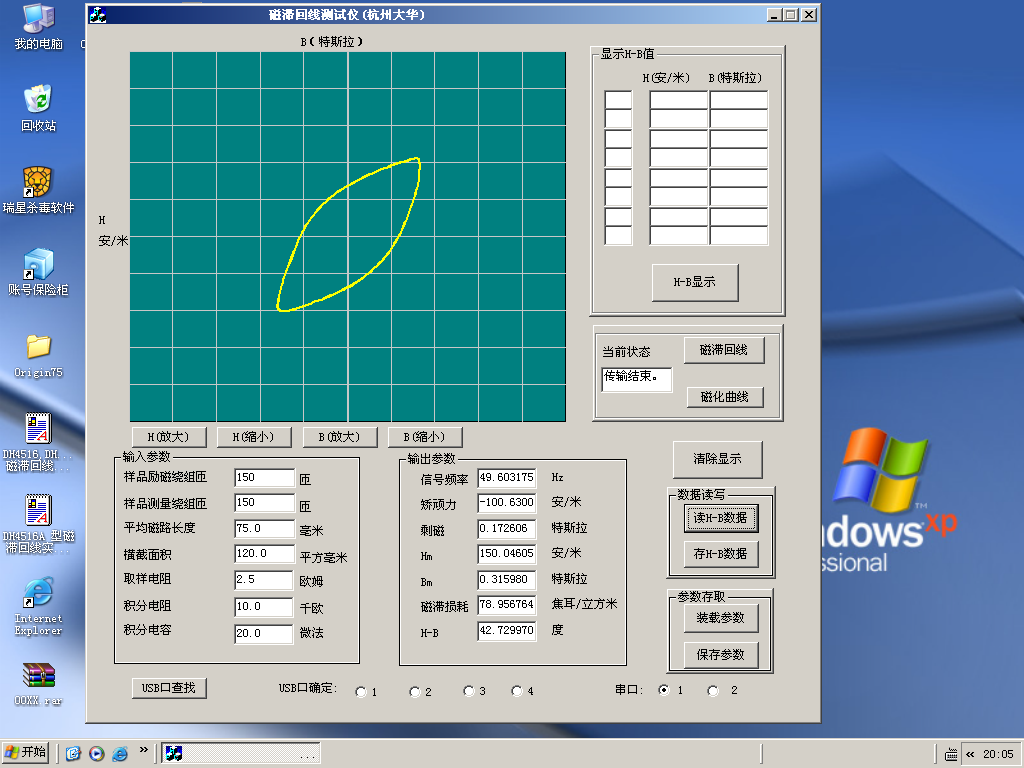 磁滞回线测试仪(杭州大华)
我的电脑
回收站
瑞星杀毒软件
账号保险柜
Origin75
DH4516_DH...
磁滞回线...
DH4516A_型磁
滞回线实...
Internet
Explorer
OOXX.rar
B(特斯拉)
H
安/米
H(放大)
H(缩小)
B(放大)
B(缩小)
显示H-B值
H(安/米) B(特斯拉)
H-B显示
当前状态
传输结束。
磁滞回线
磁化曲线
清除显示
数据读写
读H-B数据
存H-B数据
参数存取
装载参数
保存参数
输入参数
样品励磁绕组匝 150 匝
样品测量绕组匝 150 匝
平均磁路长度 75.0 毫米
横截面积 120.0 平方毫米
取样电阻 2.5 欧姆
积分电阻 10.0 千欧
积分电容 20.0 微法
输出参数
信号频率 49.603175 Hz
矫顽力 -100.6300 安/米
剩磁 0.172606 特斯拉
Hm 150.04605 安/米
Bm 0.315980 特斯拉
磁滞损耗 78.956764 焦耳/立方米
H-B 42.729970 度
USB口查找
USB口确定: 1 2 3 4
串口: 1 2
ndows xp
TM
ssional
开始
»
...
«
20:05